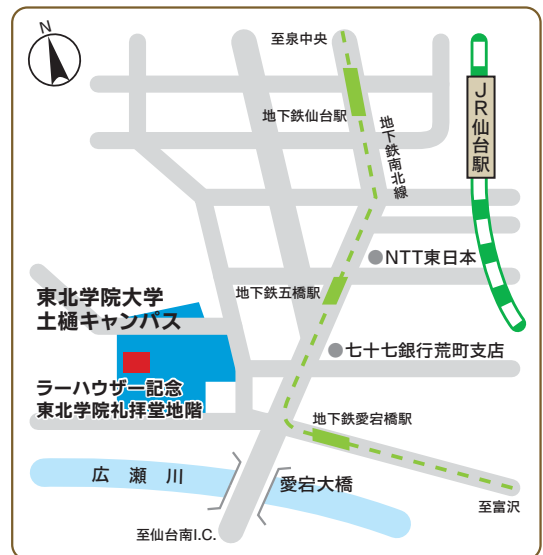 N
至泉中央
地下鉄仙台駅
地下鉄南北線
JR仙台駅
NTT東日本
地下鉄五橋駅
東北学院大学
土樋キャンパス
七十七銀行荒町支店
ラーハウザー記念
東北学院礼拝堂地階
地下鉄愛宕橋駅
広瀬川
愛宕大橋
至富沢
至仙台南I.C.